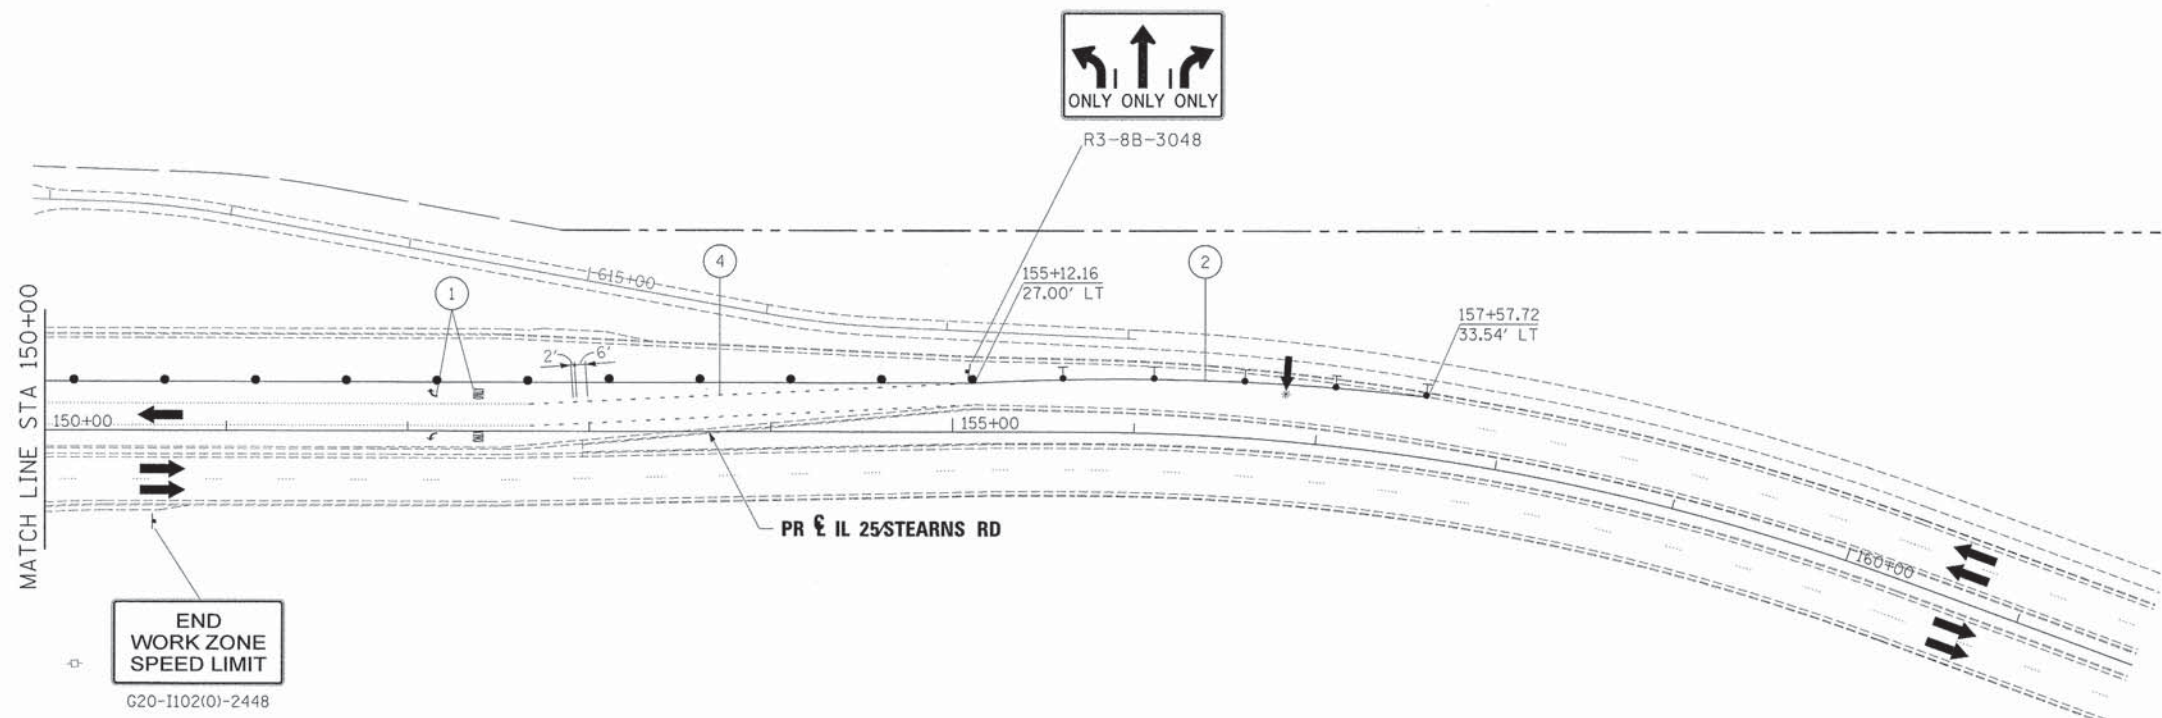 ONLY ONLY ONLY
R3-8B-3048
4
2
615+00
1
155+12.16
27.00' LT
157+57.72
33.54' LT
MATCH LINE STA 150+00
2'
6'
150+00
155+00
PR ℄ IL 25/STEARNS RD
160+00
END
WORK ZONE
SPEED LIMIT
G20-I102(0)-2448